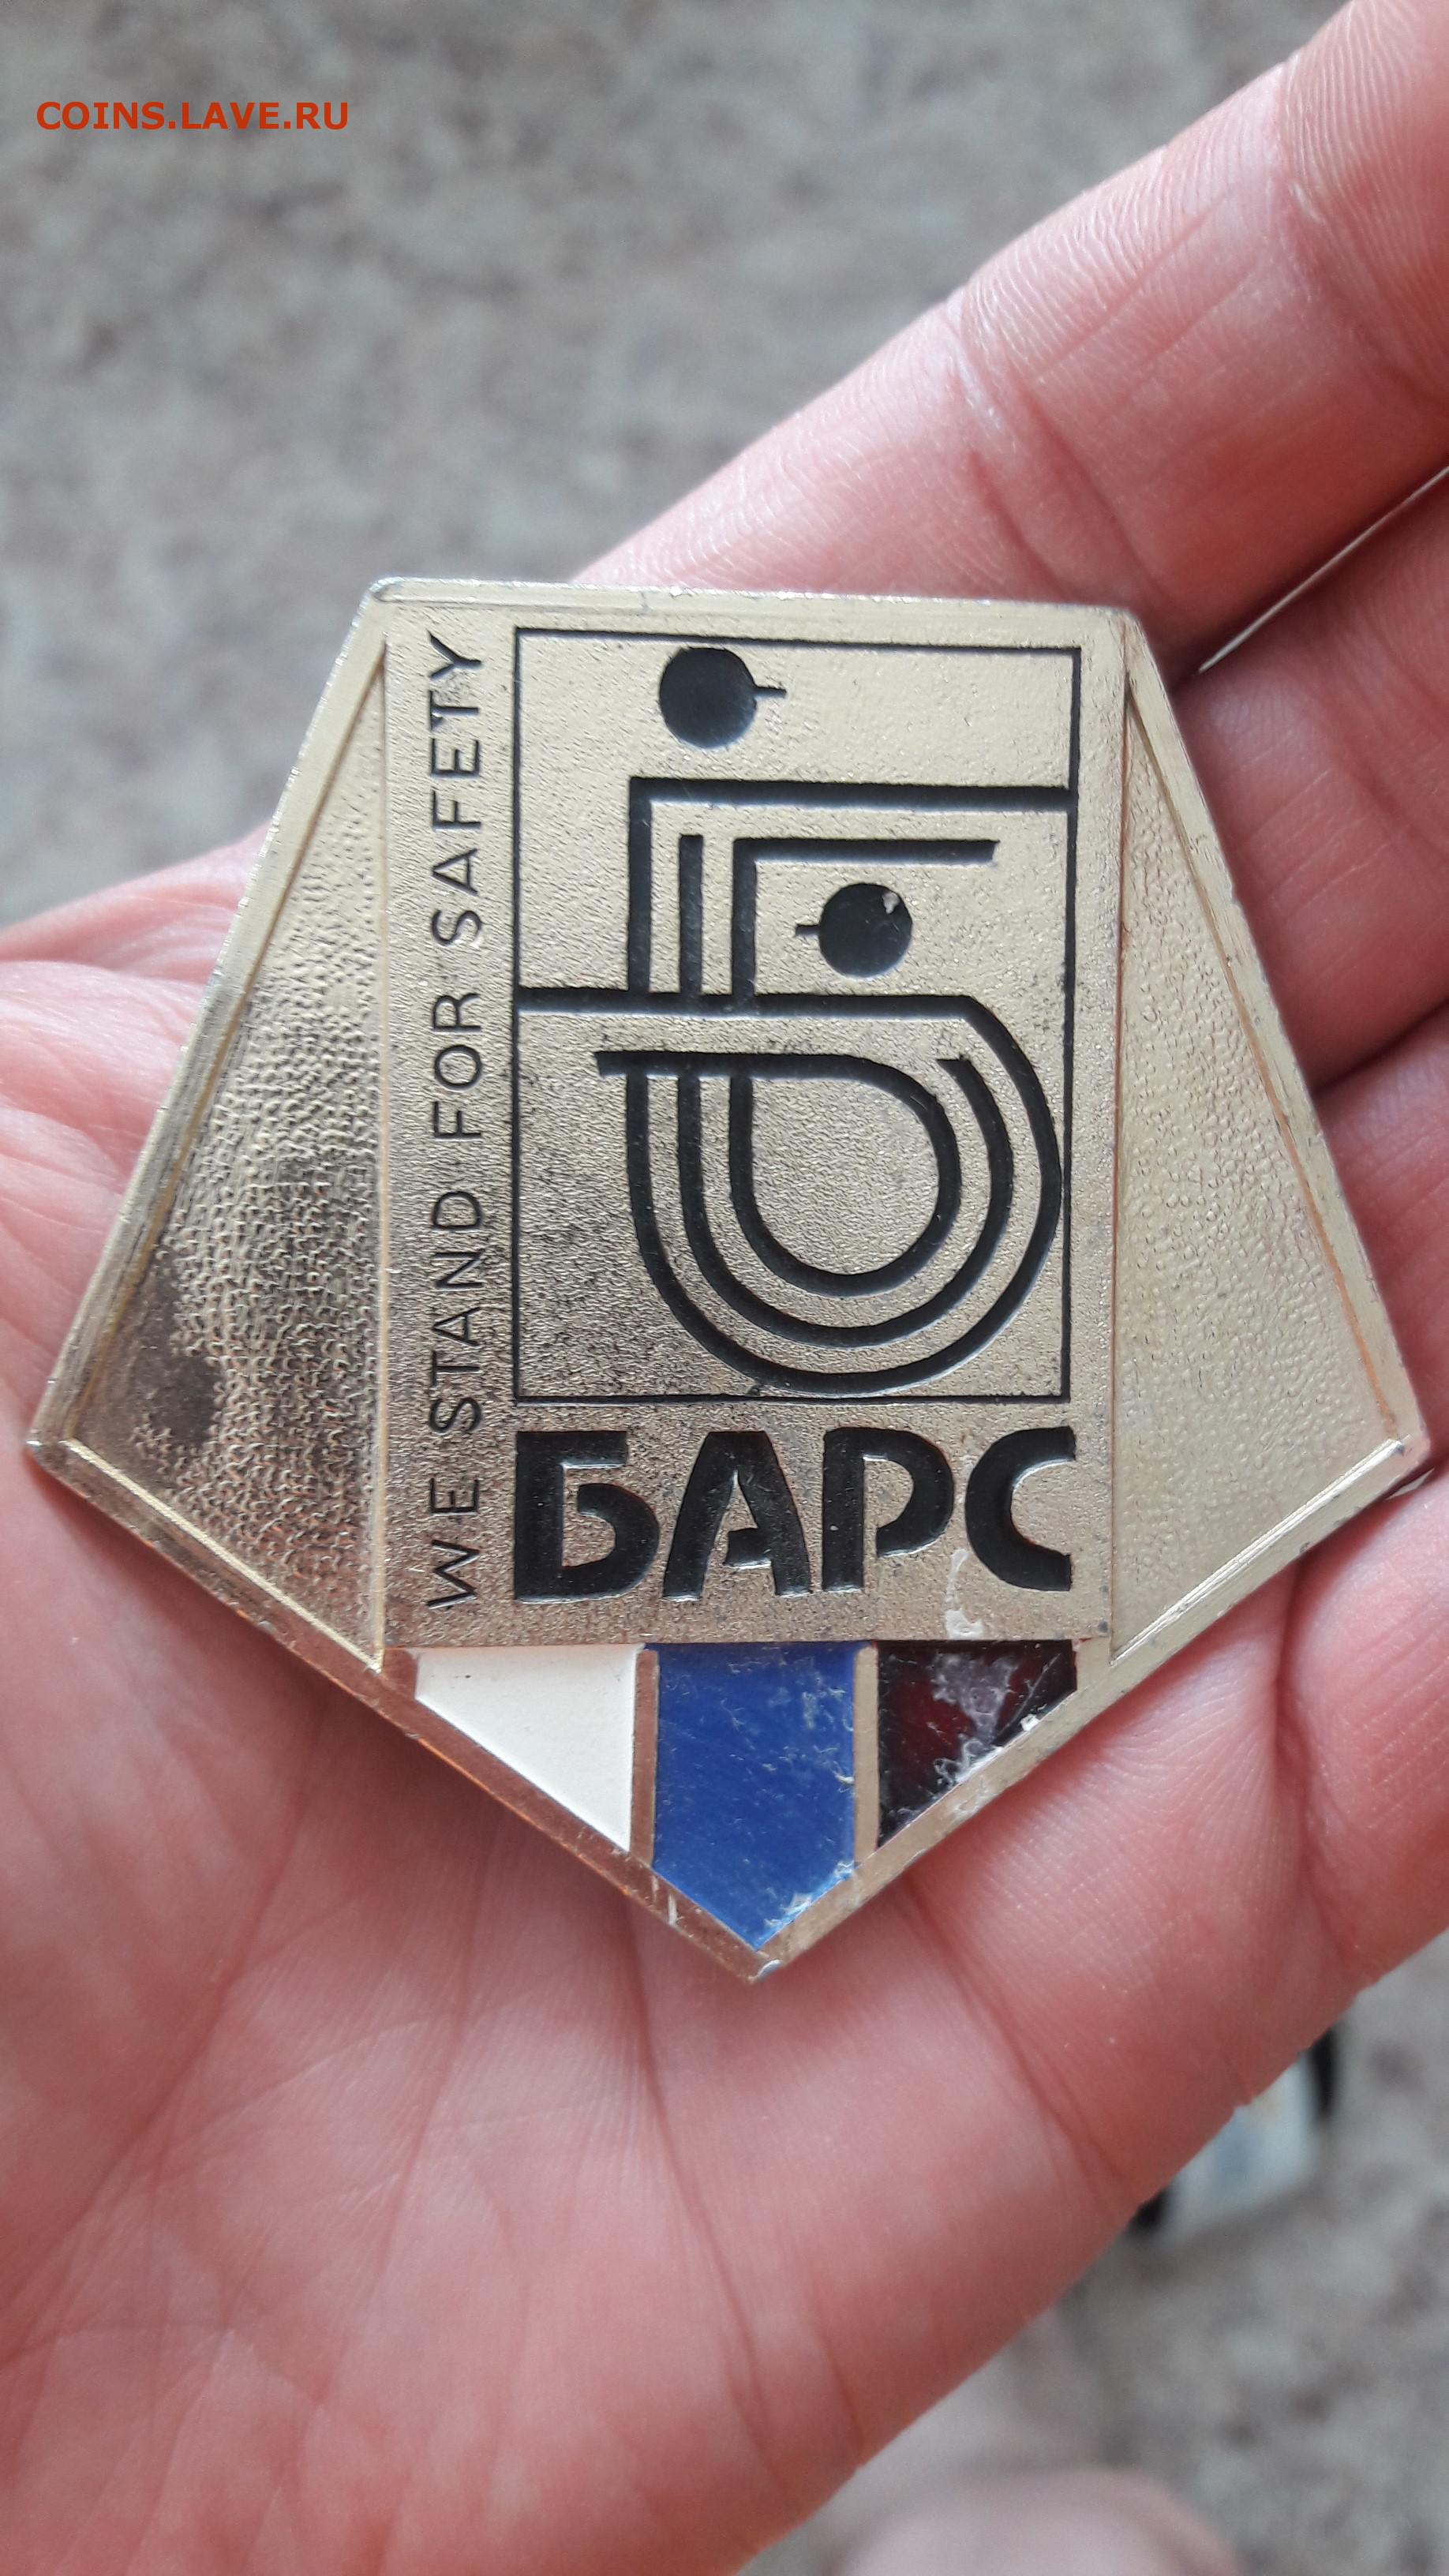 COINS.LAVE.RU
WE STAND FOR SAFETY
БАРС